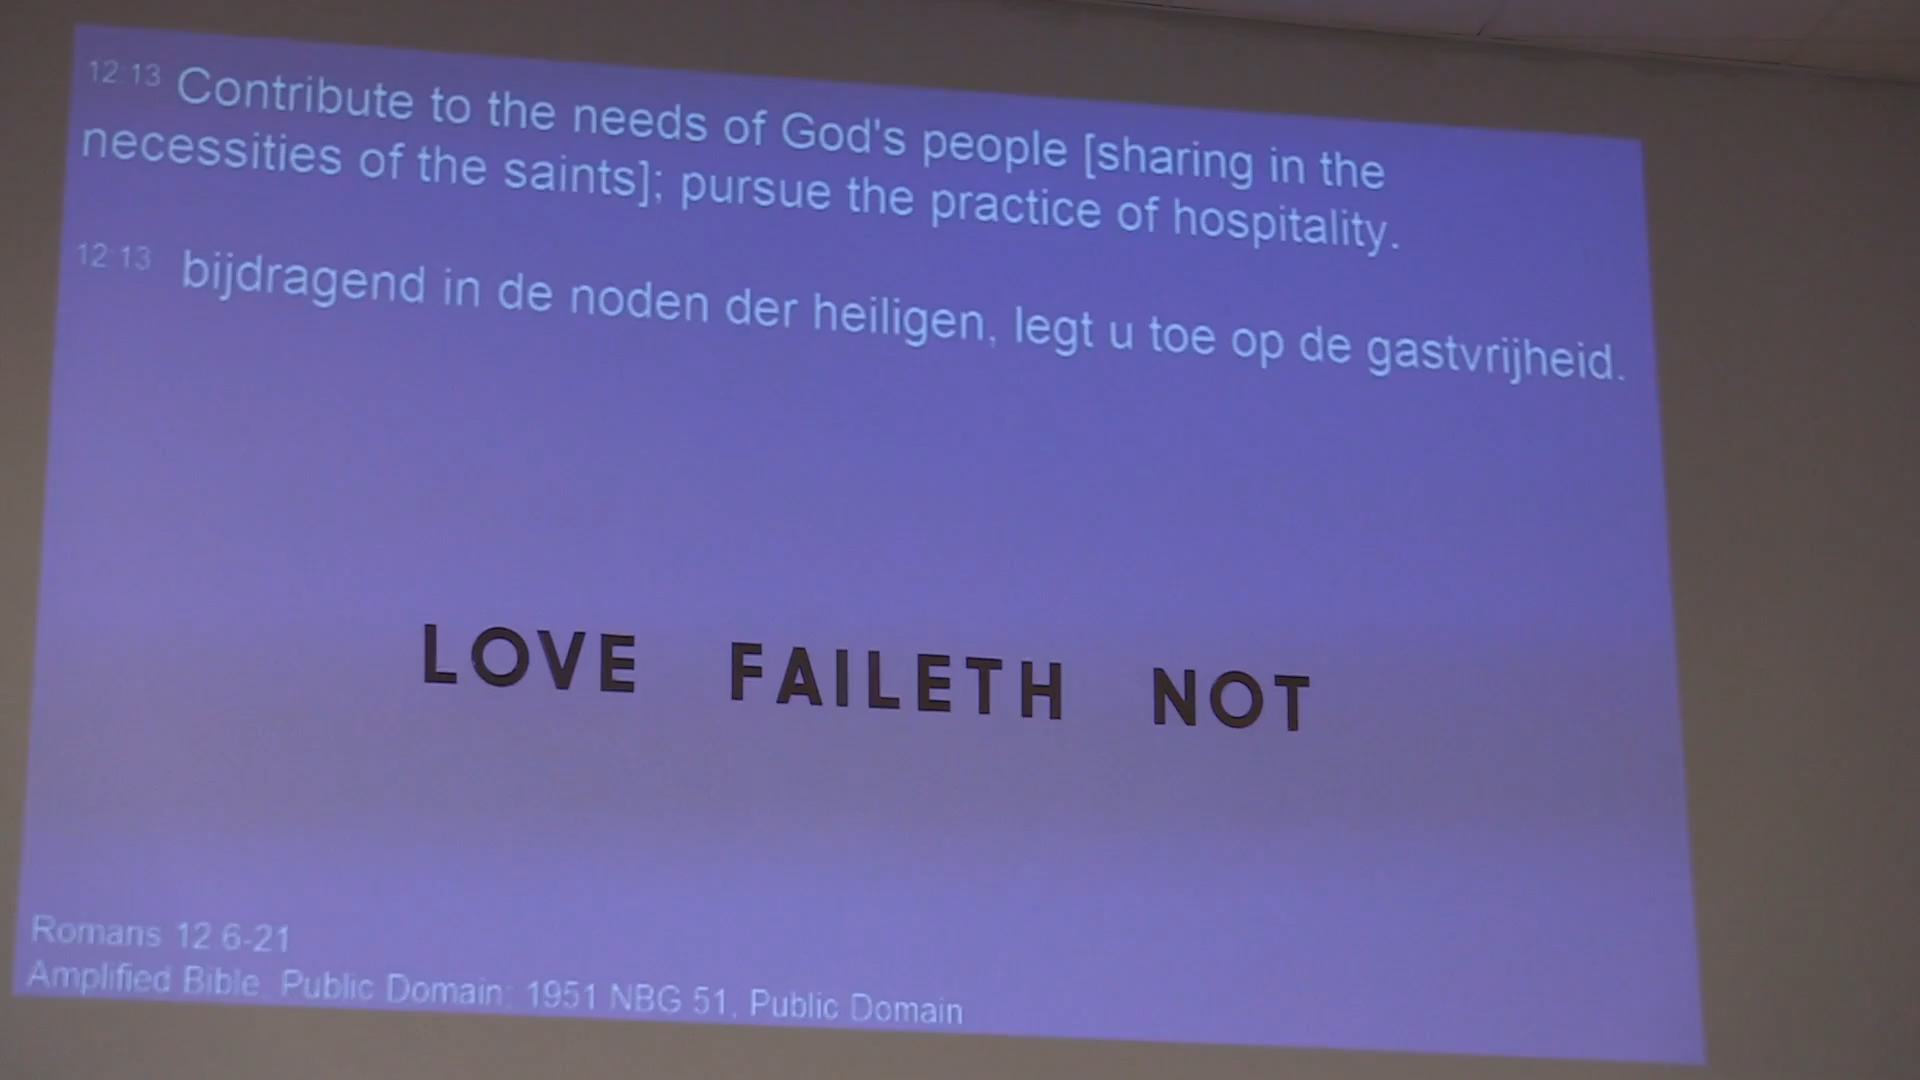 12:13 Contribute to the needs of God's people [sharing in the
necessities of the saints]; pursue the practice of hospitality.
12:13 bijdragend in de noden der heiligen, legt u toe op de gastvrijheid.
LOVE FAILETH NOT
Romans 12:6-21
Amplified Bible. Public Domain; 1951 NBG 51, Public Domain